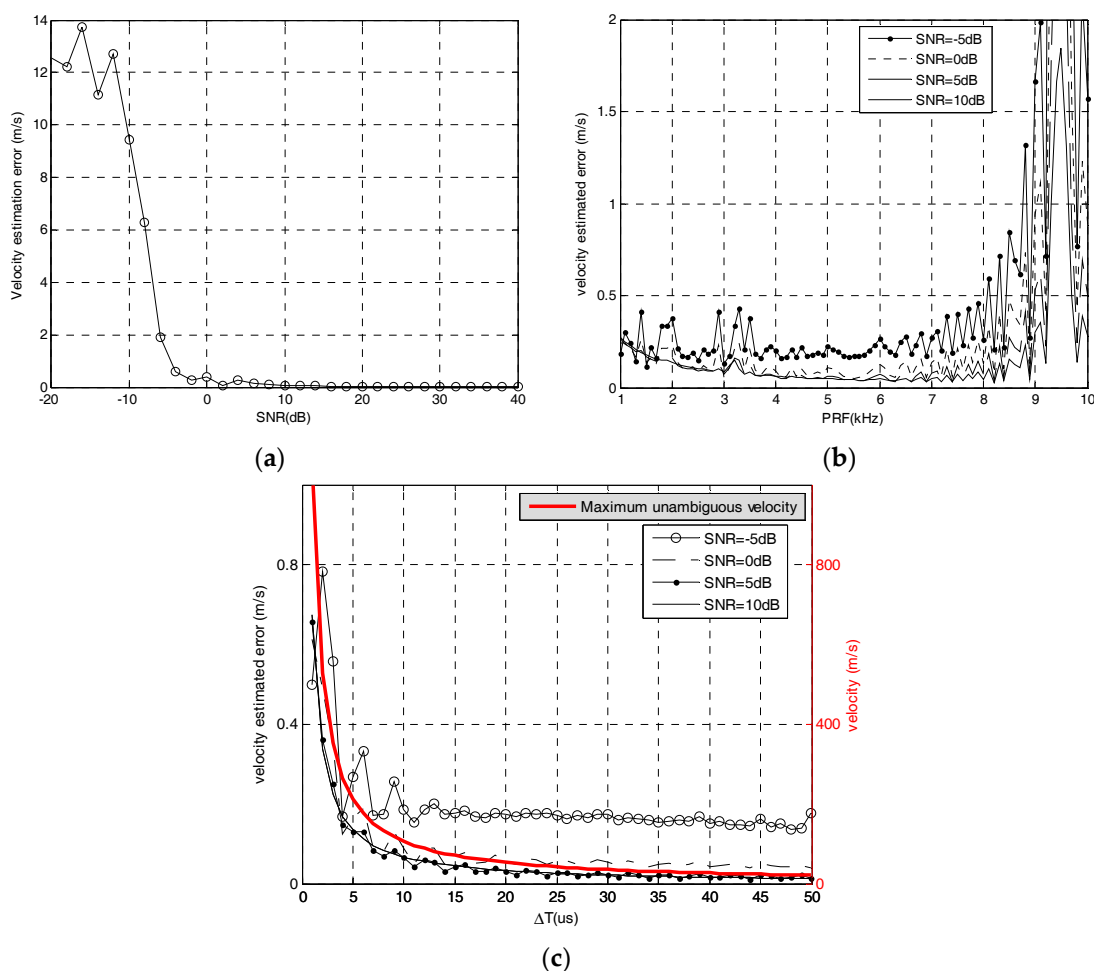 14
12
10
8
6
4
2
0
-20
-10
0
10
20
30
40
Velocity estimation error (m/s)
SNR(dB)
(a)
2
1.5
1
0.5
0
1
2
3
4
5
6
7
8
9
10
velocity estimated error (m/s)
PRF(kHz)
SNR=-5dB
SNR=0dB
SNR=5dB
SNR=10dB
(b)
Maximum unambiguous velocity
SNR=-5dB
SNR=0dB
SNR=5dB
SNR=10dB
0.8
0.4
0
velocity estimated error (m/s)
800
400
0
velocity (m/s)
0
5
10
15
20
25
30
35
40
45
50
ΔT(us)
(c)